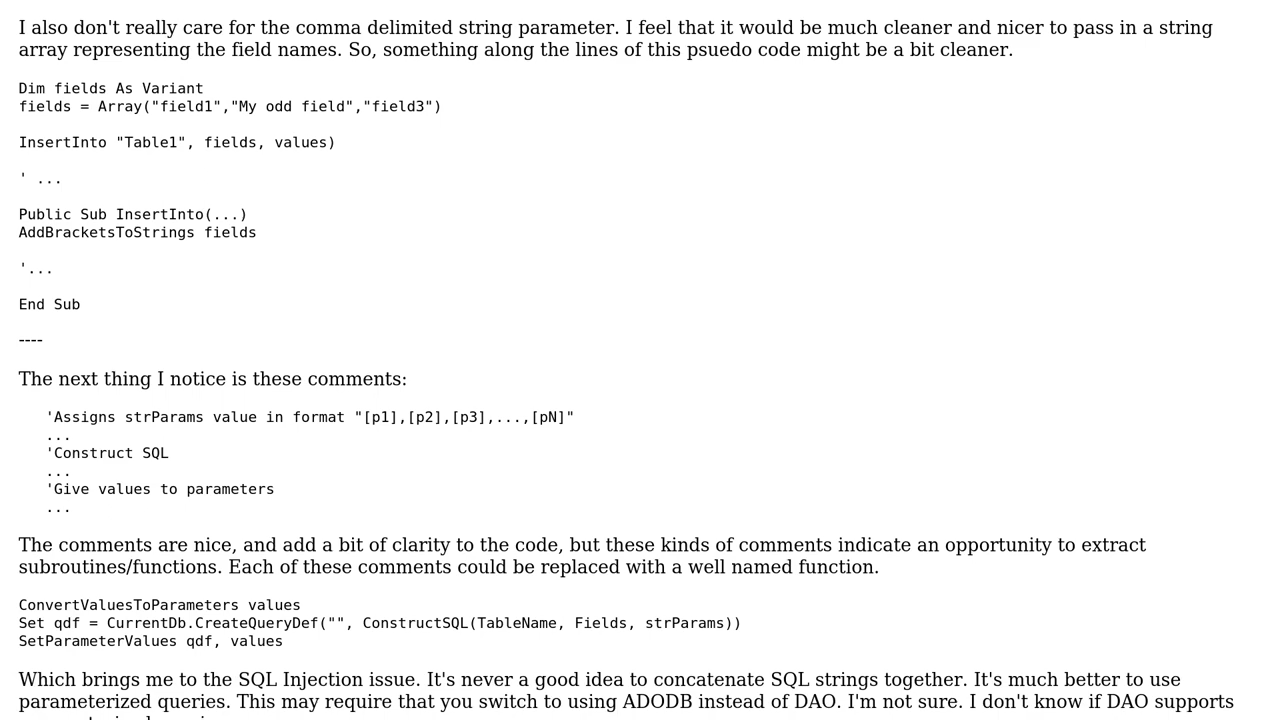 I also don't really care for the comma delimited string parameter. I feel that it would be much cleaner and nicer to pass in a string
array representing the field names. So, something along the lines of this psuedo code might be a bit cleaner.
Dim fields As Variant
fields = Array("field1","My odd field","field3")
InsertInto "Table1", fields, values)
' ...
Public Sub InsertInto(...)
AddBracketsToStrings fields
'...
End Sub
----
The next thing I notice is these comments:
'Assigns strParams value in format "[p1],[p2],[p3],...,[pN]"
...
'Construct SQL
...
'Give values to parameters
...
The comments are nice, and add a bit of clarity to the code, but these kinds of comments indicate an opportunity to extract
subroutines/functions. Each of these comments could be replaced with a well named function.
ConvertValuesToParameters values
Set qdf = CurrentDb.CreateQueryDef("", ConstructSQL(TableName, Fields, strParams))
SetParameterValues qdf, values
Which brings me to the SQL Injection issue. It's never a good idea to concatenate SQL strings together. It's much better to use
parameterized queries. This may require that you switch to using ADODB instead of DAO. I'm not sure. I don't know if DAO supports